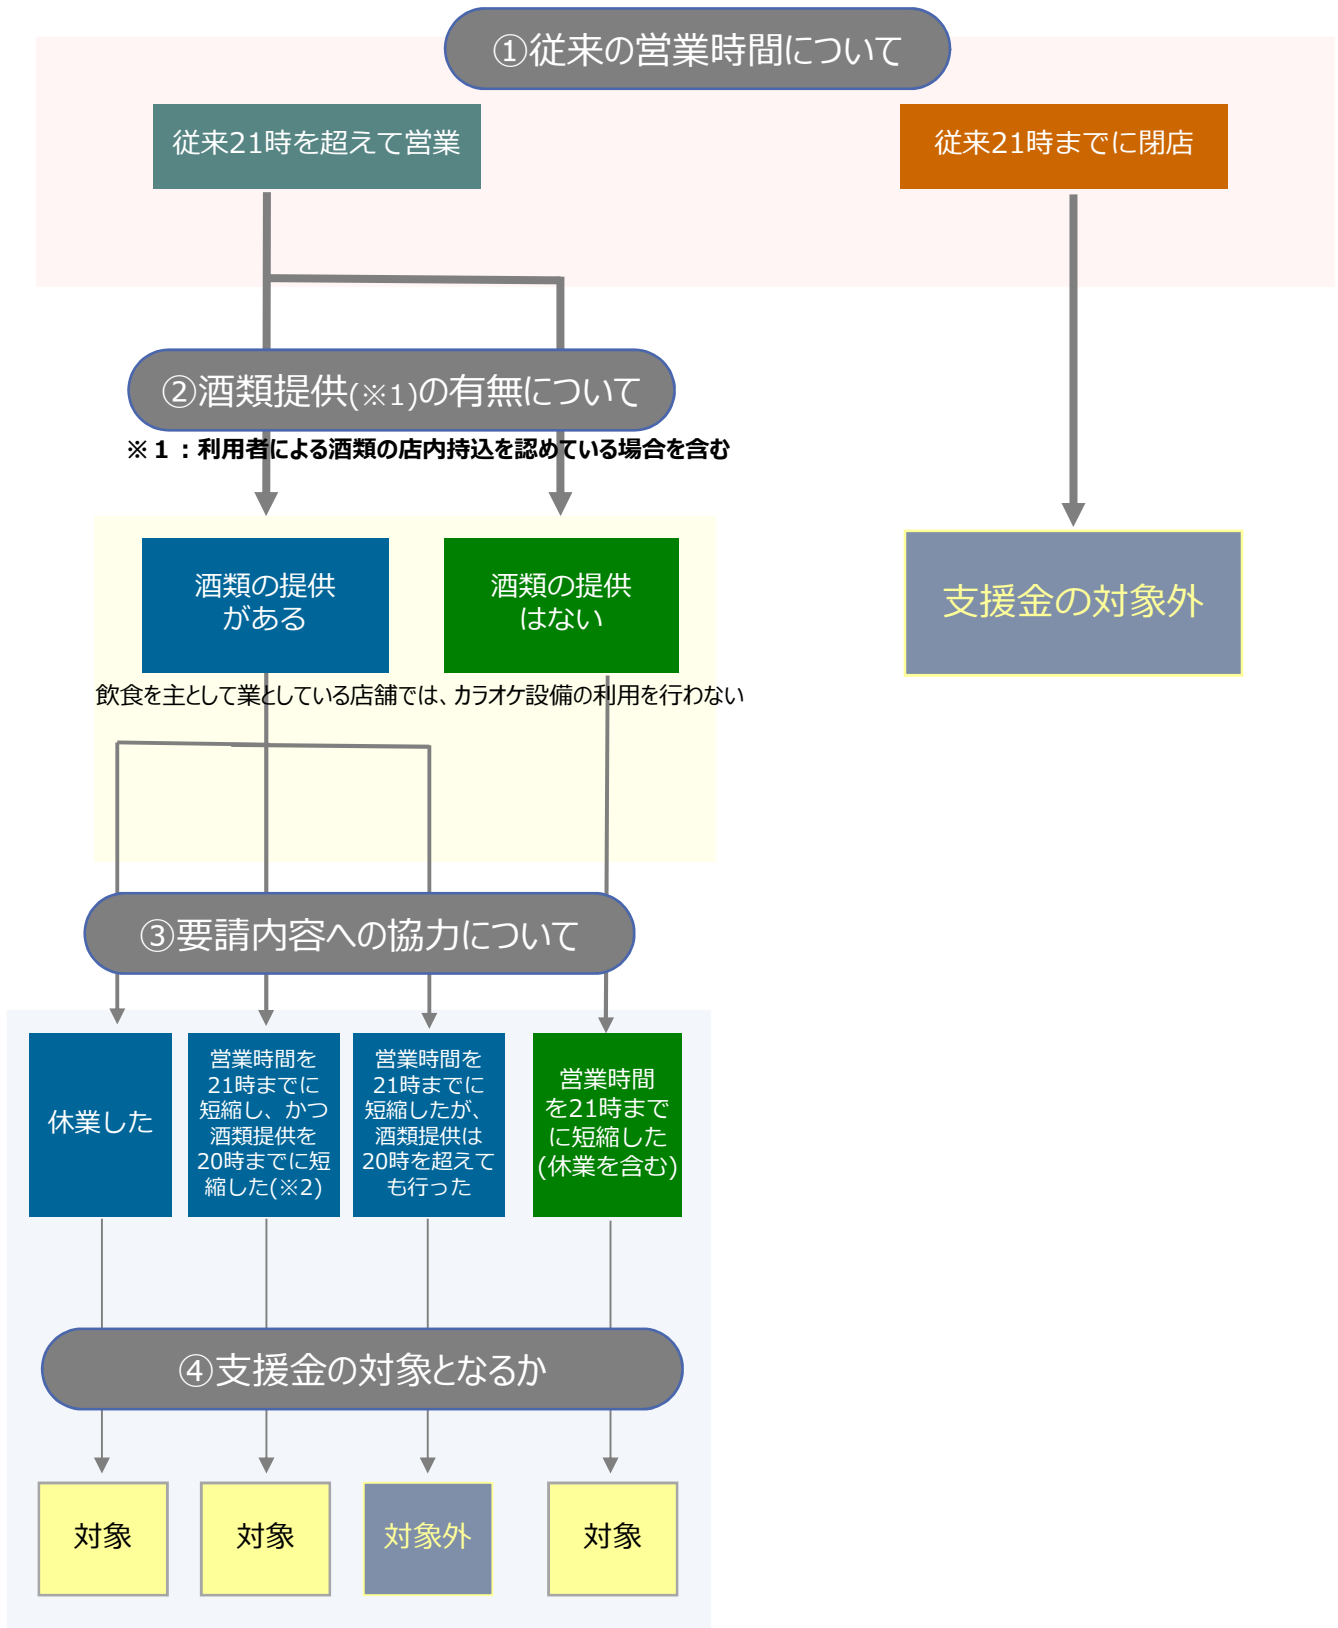 ①従来の営業時間について
従来21時を超えて営業
従来21時までに閉店
②酒類提供(※1)の有無について
※１：利用者による酒類の店内持込を認めている場合を含む
酒類の提供
がある
酒類の提供
はない
支援金の対象外
飲食を主として業としている店舗では、カラオケ設備の利用を行わない
③要請内容への協力について
休業した
営業時間を
21時までに
短縮し、かつ
酒類提供を
20時までに短
縮した(※2)
営業時間を
21時までに
短縮したが、
酒類提供は
20時を超えて
も行った
営業時間
を21時まで
に短縮した
(休業を含む)
④支援金の対象となるか
対象
対象
対象外
対象